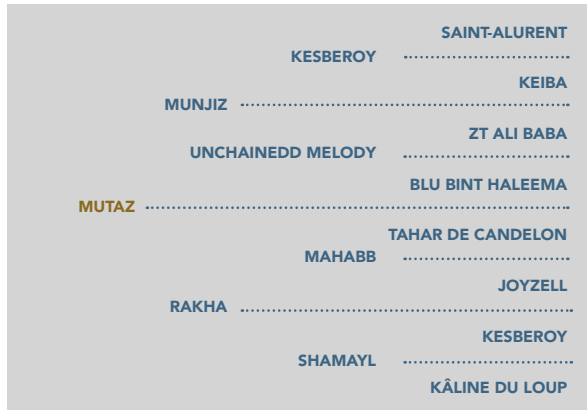 SAINT-ALURENT
KESBEROY
KEIBA
MUNJIZ
ZT ALI BABA
UNCHAINEDD MELODY
BLU BINT HALEEMA
MUTAZ
TAHAR DE CANDELON
MAHABB
JOYZELL
RAKHA
KESBEROY
SHAMAYL
KÂLINE DU LOUP